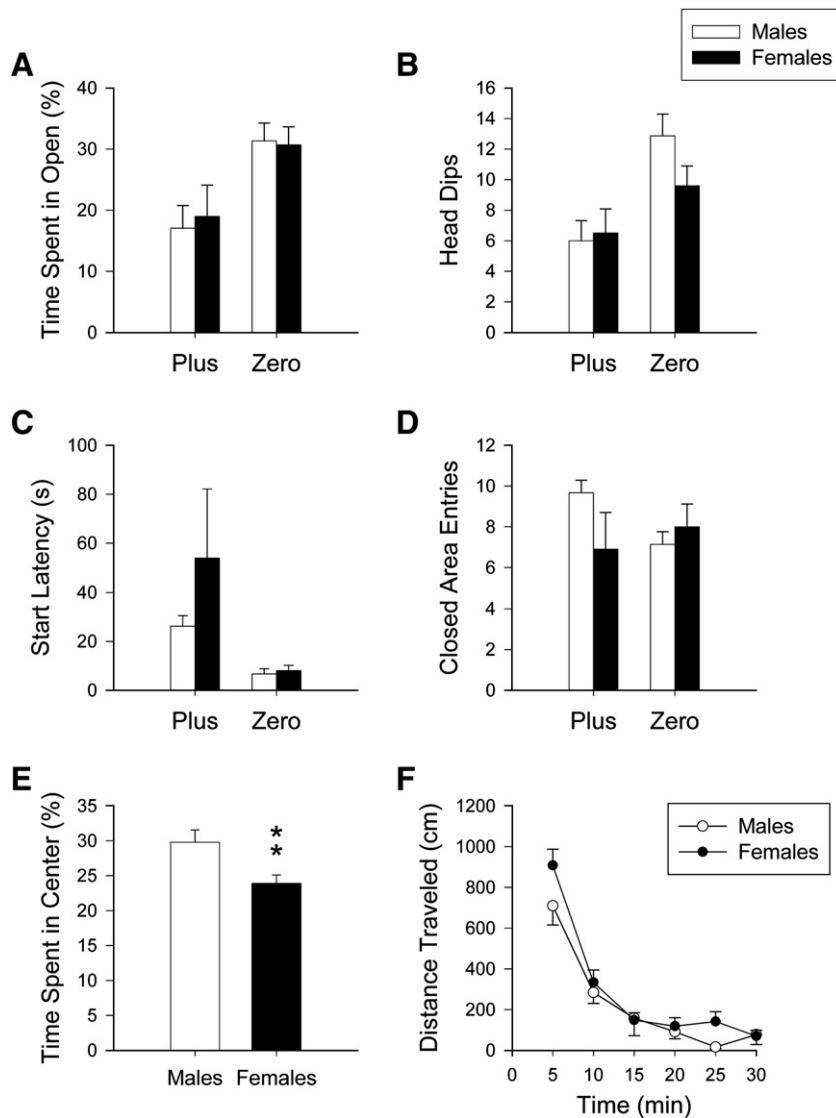 Males
Females
A
Time Spent in Open (%)
40
30
20
10
0
Plus Zero
B
Head Dips
16
14
12
10
8
6
4
2
0
Plus Zero
C
Start Latency (s)
100
80
60
40
20
0
Plus Zero
D
Closed Area Entries
12
10
8
6
4
2
0
Plus Zero
E
Time Spent in Center (%)
35
30
25
20
15
10
5
0
*
*
Males Females
F
Distance Traveled (cm)
1200
1000
800
600
400
200
0
Males
Females
0 5 10 15 20 25 30
Time (min)